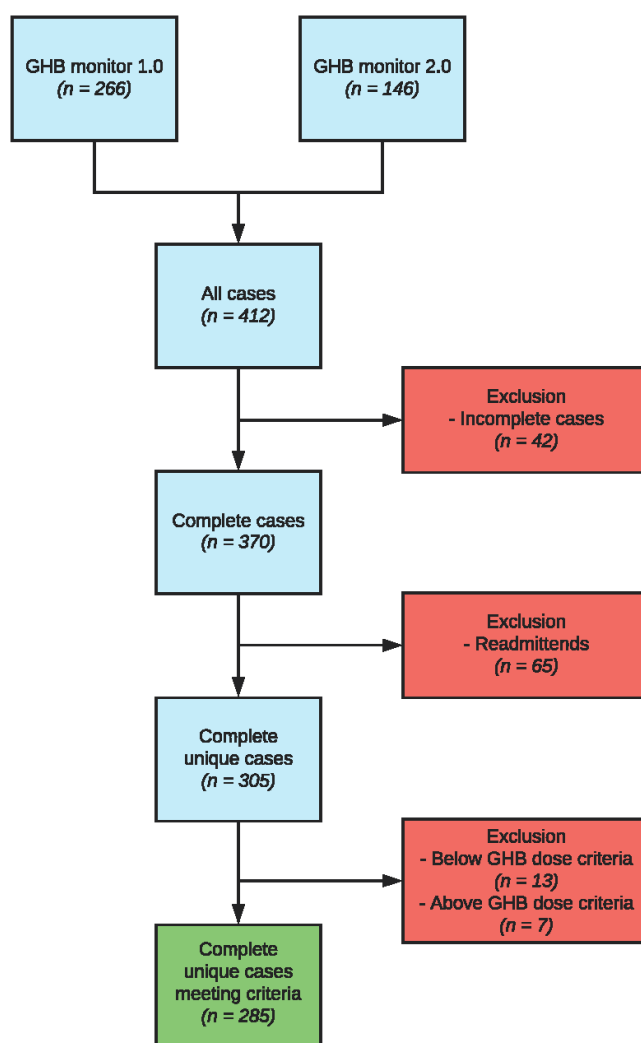 GHB monitor 1.0
(n = 266)
GHB monitor 2.0
(n = 146)
All cases
(n = 412)
Exclusion
- Incomplete cases
(n = 42)
Complete cases
(n = 370)
Exclusion
- Readmittends
(n = 65)
Complete
unique cases
(n = 305)
Exclusion
- Below GHB dose criteria
(n = 13)
- Above GHB dose criteria
(n = 7)
Complete
unique cases
meeting criteria
(n = 285)